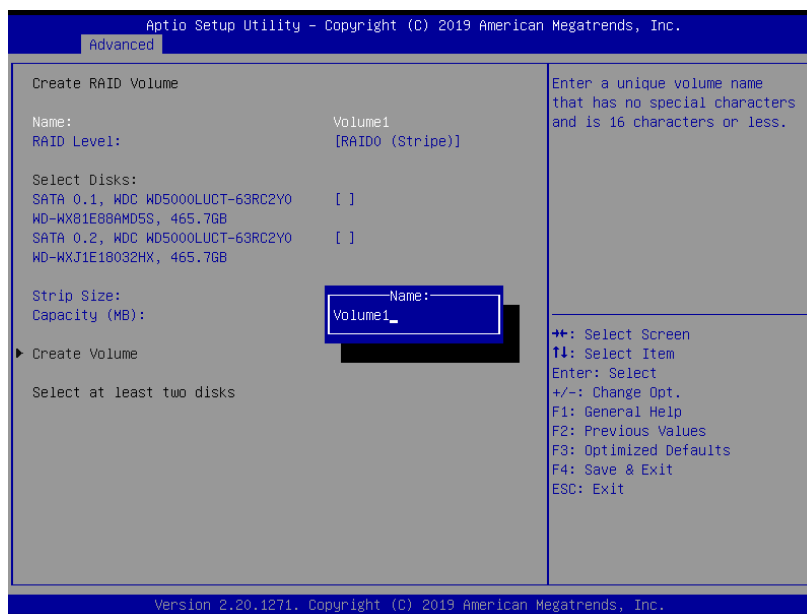 Aptio Setup Utility – Copyright (C) 2019 American Megatrends, Inc.
Advanced
Create RAID Volume
Name: Volume1
RAID Level: [RAID0 (Stripe)]
Select Disks:
SATA 0.1, WDC WD5000LUCT-63RC2Y0 [ ]
WD-WX81E88AMD5S, 465.7GB
SATA 0.2, WDC WD5000LUCT-63RC2Y0 [ ]
WD-WXJ1E18032HX, 465.7GB
Strip Size:
Capacity (MB):
Name:
Volume1_
▶ Create Volume
Select at least two disks
Enter a unique volume name
that has no special characters
and is 16 characters or less.
→←: Select Screen
↑↓: Select Item
Enter: Select
+/-: Change Opt.
F1: General Help
F2: Previous Values
F3: Optimized Defaults
F4: Save & Exit
ESC: Exit
Version 2.20.1271. Copyright (C) 2019 American Megatrends, Inc.